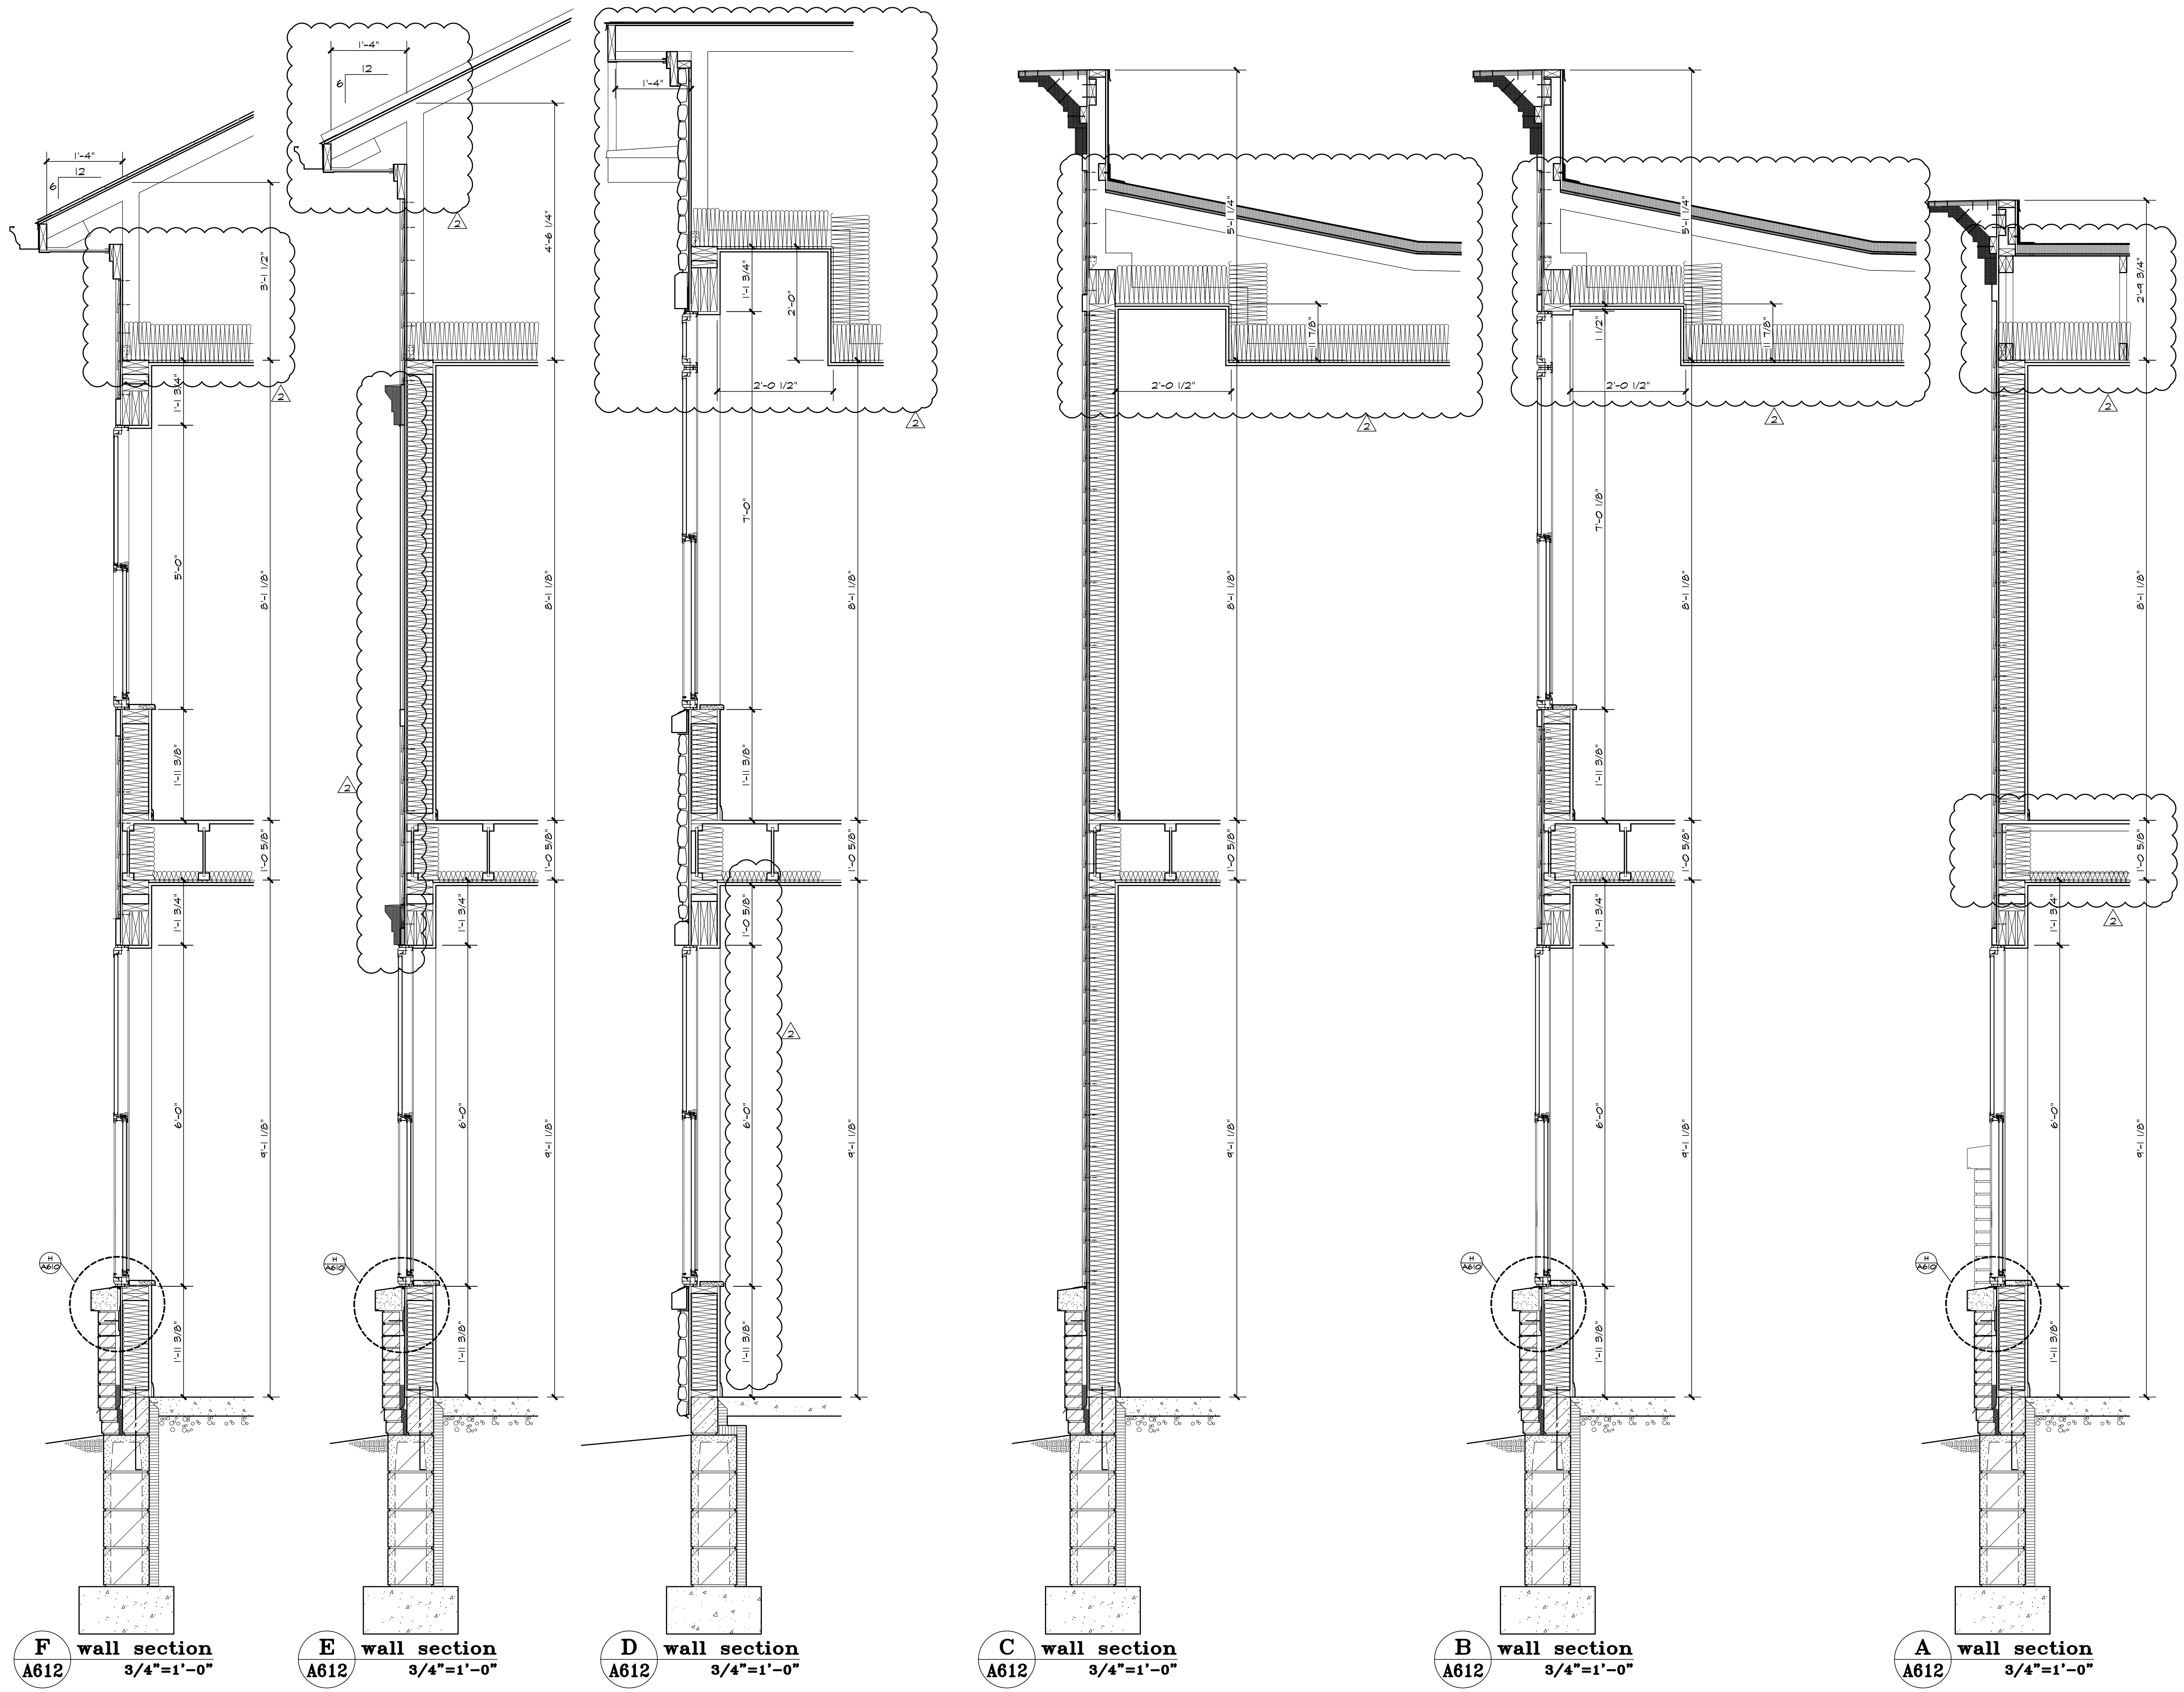 1'-4"
12
6
3'-1 1/2"
1'-1 3/4"
2
5'-0"
8'-1 1/8"
1'-11 3/8"
1'-0 5/8"
6'-0"
9'-1 1/8"
H
A610
1'-11 3/8"
F
A612
wall section
3/4"=1'-0"
1'-4"
12
6
2
4'-6 1/4"
8'-1 1/8"
2
1'-0 5/8"
1'-1 3/4"
6'-0"
9'-1 1/8"
H
A610
1'-11 3/8"
E
A612
wall section
3/4"=1'-0"
1'-4"
1'-1 3/4"
2'-0"
2'-0 1/2"
2
7'-0"
8'-1 1/8"
1'-11 3/8"
1'-0 5/8"
1'-0 5/8"
2
6'-0"
9'-1 1/8"
1'-11 3/8"
D
A612
wall section
3/4"=1'-0"
5'-1 1/4"
11 7/8"
2'-0 1/2"
2
8'-1 1/8"
1'-0 5/8"
9'-1 1/8"
C
A612
wall section
3/4"=1'-0"
5'-1 1/4"
1 1/2"
11 7/8"
2'-0 1/2"
2
7'-0 1/8"
8'-1 1/8"
1'-11 3/8"
1'-0 5/8"
1'-1 3/4"
6'-0"
9'-1 1/8"
H
A610
1'-11 3/8"
B
A612
wall section
3/4"=1'-0"
2'-9 3/4"
2
8'-1 1/8"
1'-0 5/8"
1'-1 3/4"
2
6'-0"
9'-1 1/8"
H
A610
1'-11 3/8"
A
A612
wall section
3/4"=1'-0"